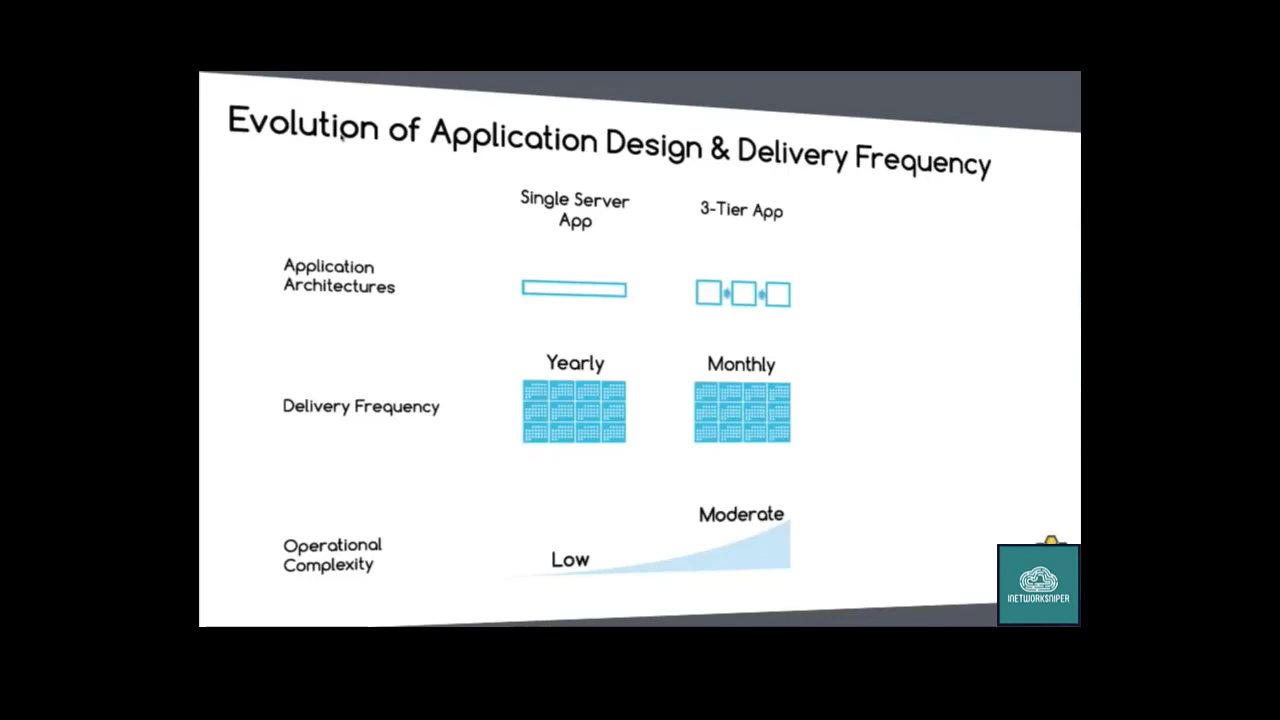 Evolution of Application Design & Delivery Frequency
Single Server
App
3-Tier App
Application
Architectures
Yearly
Monthly
Delivery Frequency
Moderate
Operational
Complexity
Low
INETWORKSNIPER